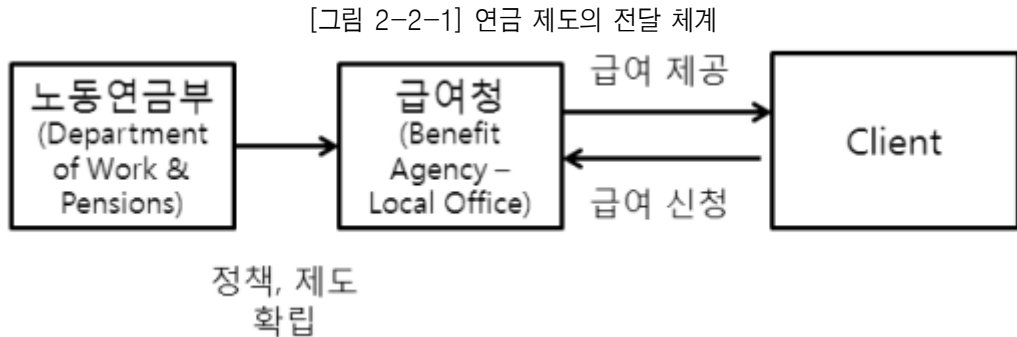 [그림 2-2-1] 연금 제도의 전달 체계
노동연금부
(Department
of Work &
Pensions)
급여청
(Benefit
Agency –
Local Office)
급여 제공
급여 신청
Client
정책, 제도
확립